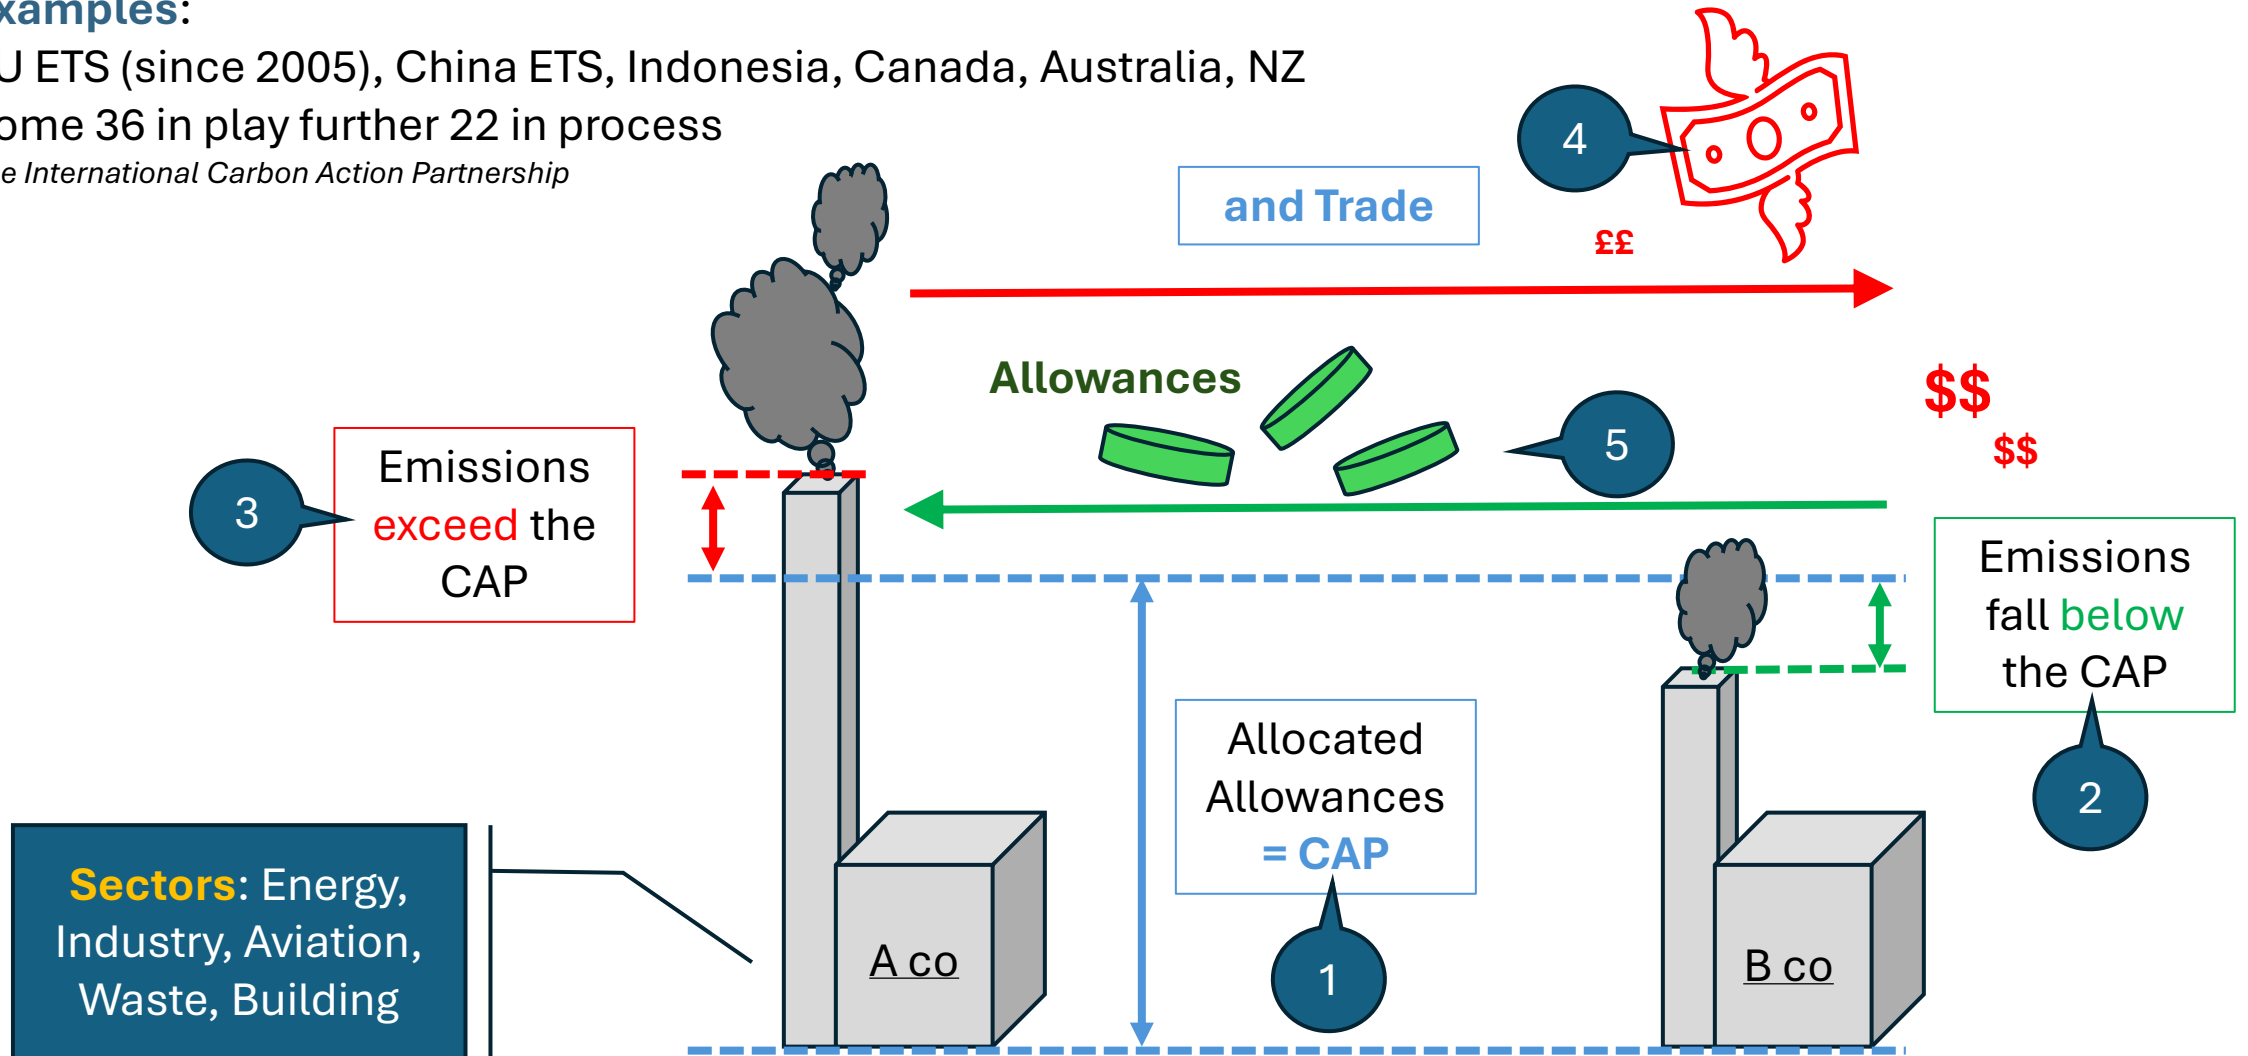 xamples:
U ETS (since 2005), China ETS, Indonesia, Canada, Australia, NZ
ome 36 in play further 22 in process
e International Carbon Action Partnership
4
and Trade
££
Allowances
$$
$$
5
3
Emissions
exceed the
CAP
Emissions
fall below
the CAP
2
Allocated
Allowances
= CAP
1
Sectors: Energy,
Industry, Aviation,
Waste, Building
A co
B co